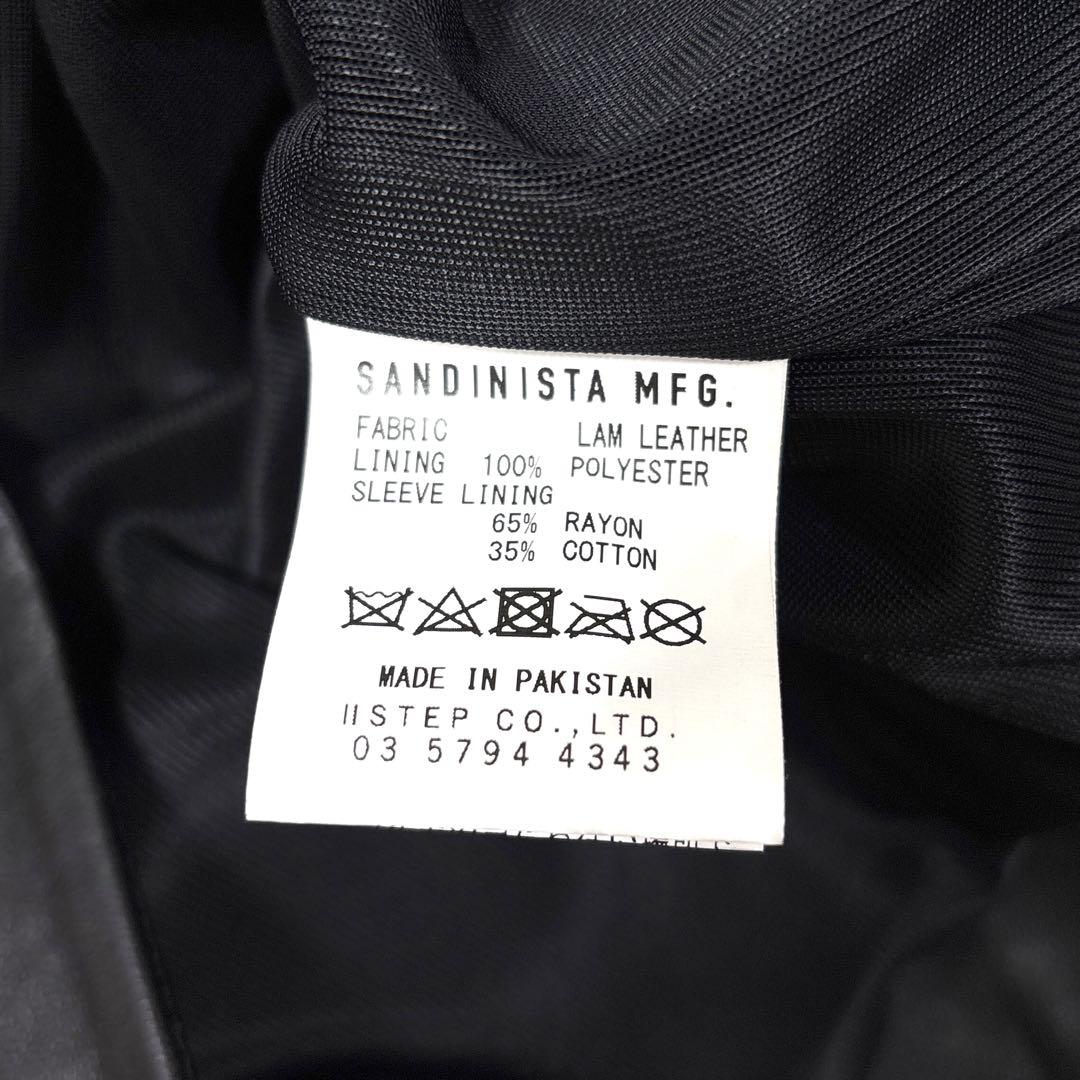 SANDINISTA MFG.
FABRIC LAM LEATHER
LINING 100% POLYESTER
SLEEVE LINING
65% RAYON
35% COTTON
MADE IN PAKISTAN
IISTEP CO.,LTD.
03 5794 4343